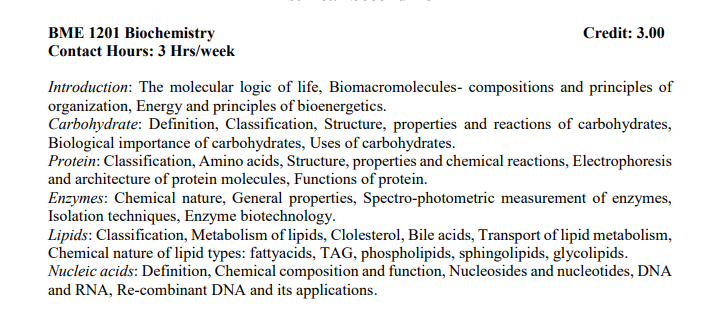 BME 1201 Biochemistry Credit: 3.00
Contact Hours: 3 Hrs/week
Introduction: The molecular logic of life, Biomacromolecules- compositions and principles of
organization, Energy and principles of bioenergetics.
Carbohydrate: Definition, Classification, Structure, properties and reactions of carbohydrates,
Biological importance of carbohydrates, Uses of carbohydrates.
Protein: Classification, Amino acids, Structure, properties and chemical reactions, Electrophoresis
and architecture of protein molecules, Functions of protein.
Enzymes: Chemical nature, General properties, Spectro-photometric measurement of enzymes,
Isolation techniques, Enzyme biotechnology.
Lipids: Classification, Metabolism of lipids, Clolesterol, Bile acids, Transport of lipid metabolism,
Chemical nature of lipid types: fattyacids, TAG, phospholipids, sphingolipids, glycolipids.
Nucleic acids: Definition, Chemical composition and function, Nucleosides and nucleotides, DNA
and RNA, Re-combinant DNA and its applications.